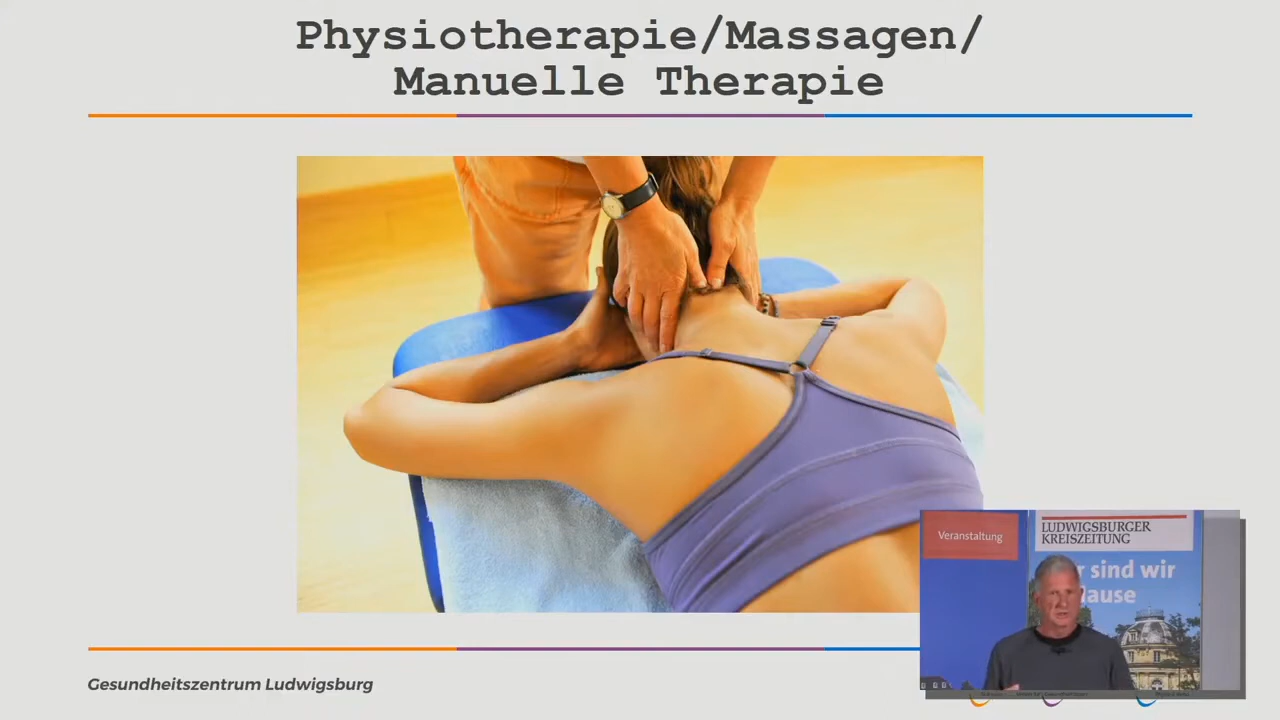 Physiotherapie/Massagen/
Manuelle Therapie
Veranstaltung
LUDWIGSBURGER
KREISZEITUNG
sind wir
Gesundheitszentrum Ludwigsburg